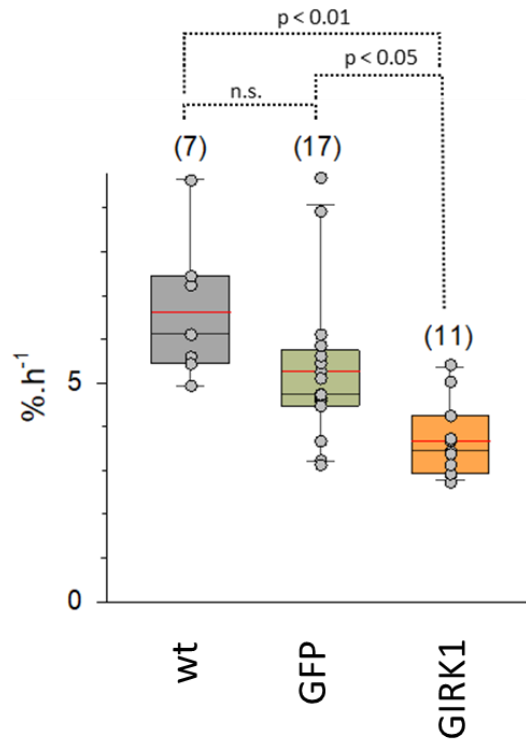 p < 0.01
p < 0.05
n.s.
(7)
(17)
(11)
%.h⁻¹
5
0
wt
GFP
GIRK1